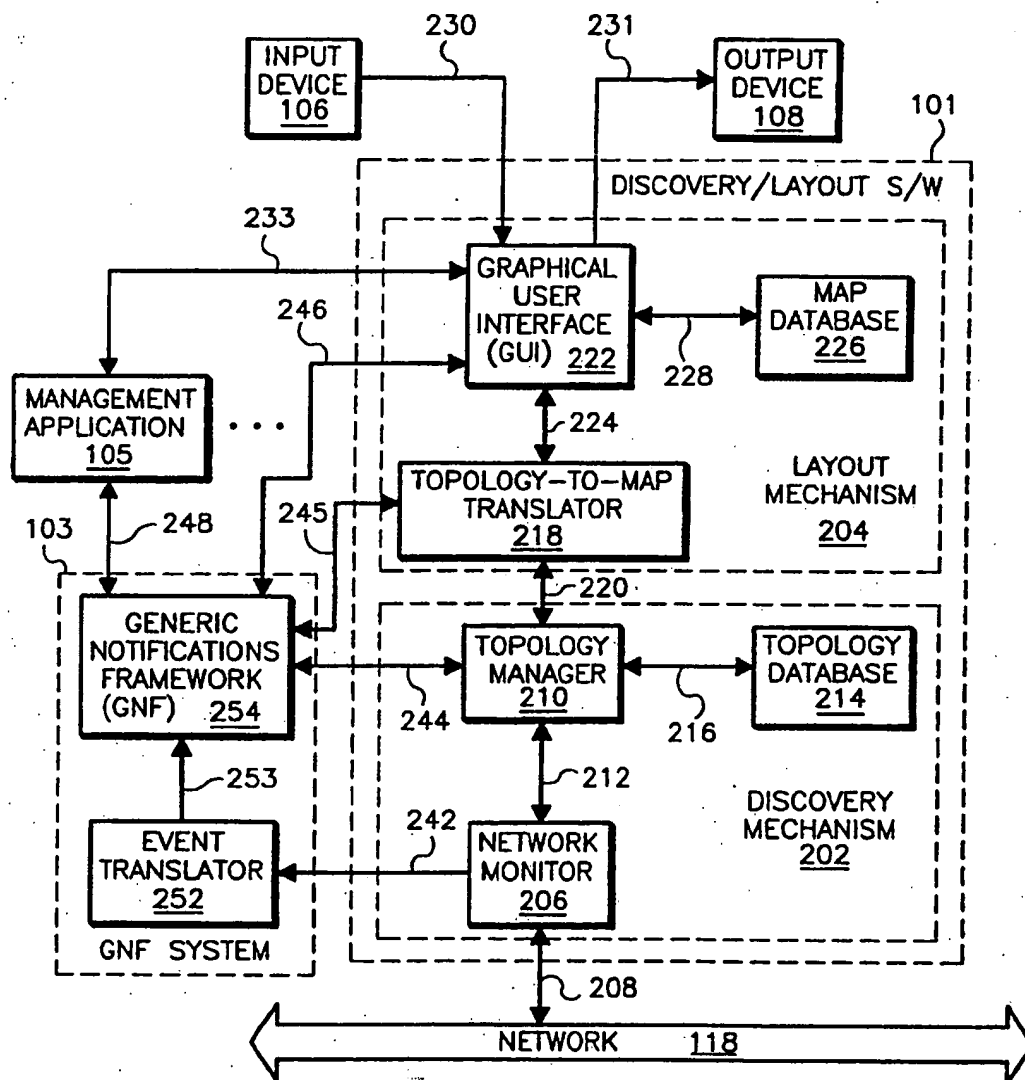 230
231
INPUT
DEVICE
106
OUTPUT
DEVICE
108
101
DISCOVERY/LAYOUT S/W
233
GRAPHICAL
USER
INTERFACE
(GUI)
222
MAP
DATABASE
226
246
228
MANAGEMENT
APPLICATION
105
. . .
224
LAYOUT
MECHANISM
204
TOPOLOGY-TO-MAP
TRANSLATOR
218
245
248
103
220
GENERIC
NOTIFICATIONS
FRAMEWORK
(GNF)
254
TOPOLOGY
MANAGER
210
TOPOLOGY
DATABASE
214
244
216
253
212
DISCOVERY
MECHANISM
202
EVENT
TRANSLATOR
252
242
NETWORK
MONITOR
206
GNF SYSTEM
208
NETWORK 118